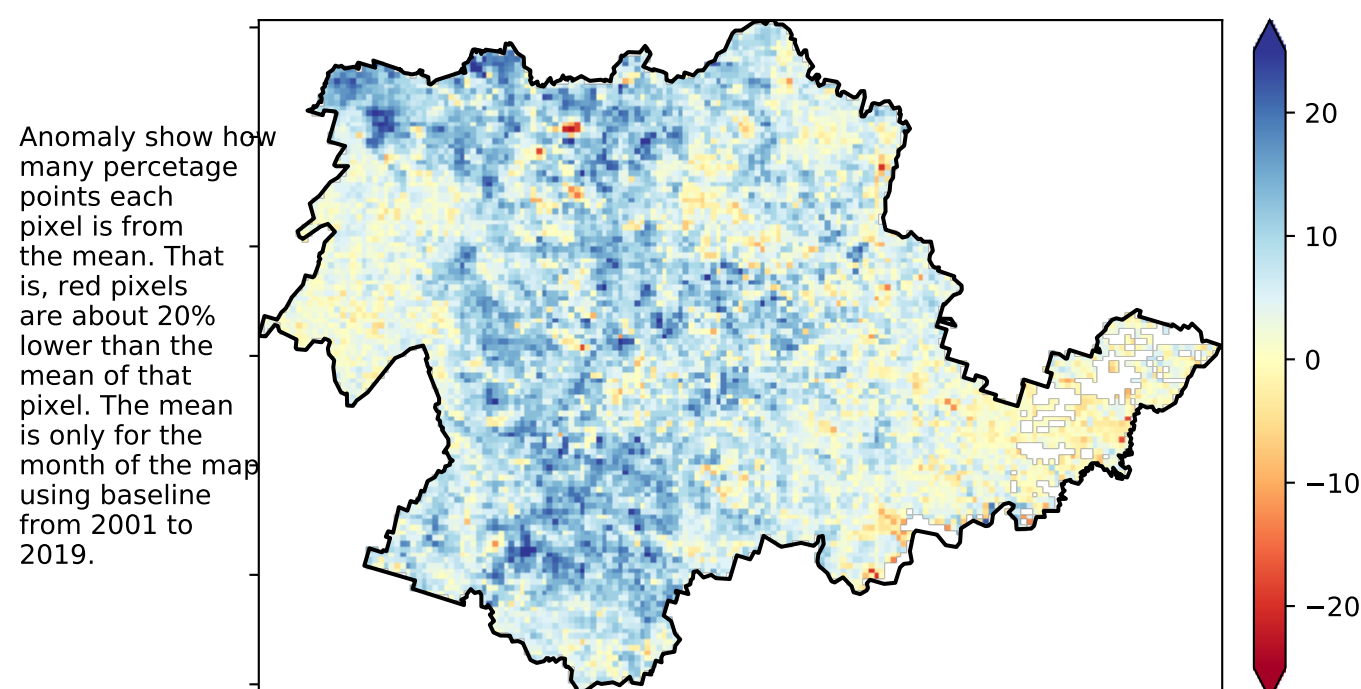 Anomaly show how
many percetage
points each
pixel is from
the mean. That
is, red pixels
are about 20%
lower than the
mean of that
pixel. The mean
is only for the
month of the map
using baseline
from 2001 to
2019.
20
10
0
−10
−20